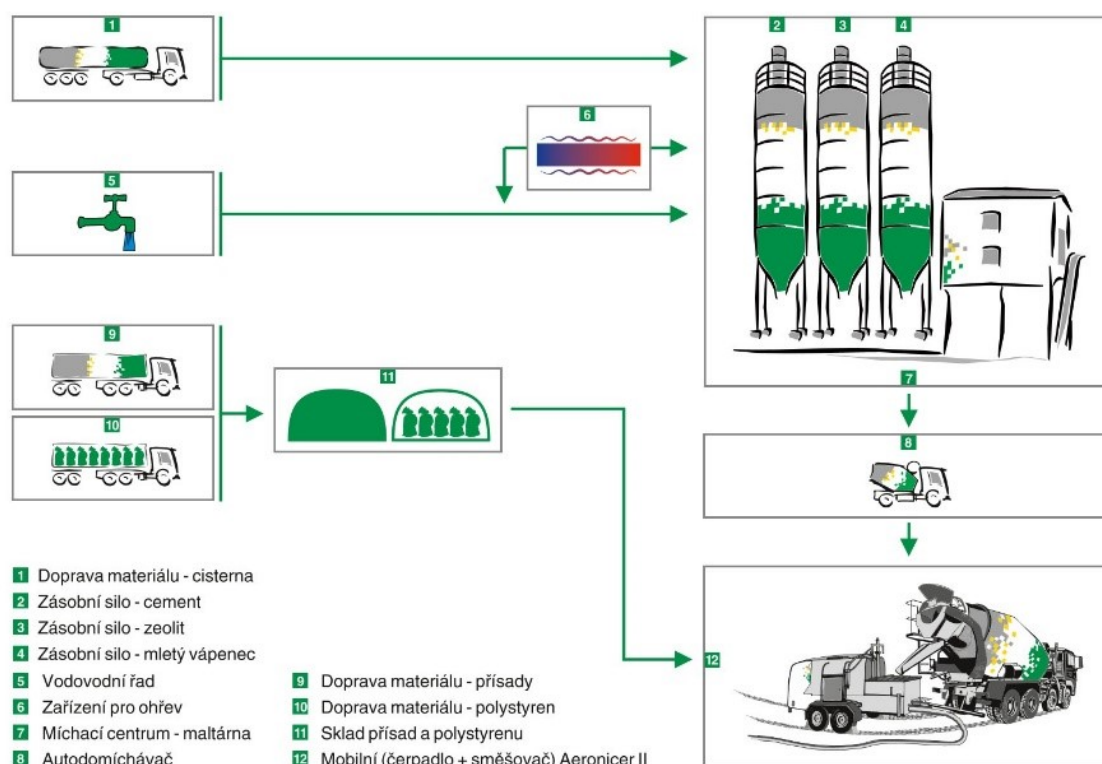 1
2
3
4
6
5
9
11
10
7
8
12
1 Doprava materiálu - cisterna
2 Zásobní silo - cement
3 Zásobní silo - zeolit
4 Zásobní silo - mletý vápenec
5 Vodovodní řad
6 Zařízení pro ohřev
7 Míchací centrum - maltárna
8 Autodomíchávač
9 Doprava materiálu - přísady
10 Doprava materiálu - polystyren
11 Sklad přísad a polystyrenu
12 Mobilní (čerpadlo + směšovač) Aeronicer II